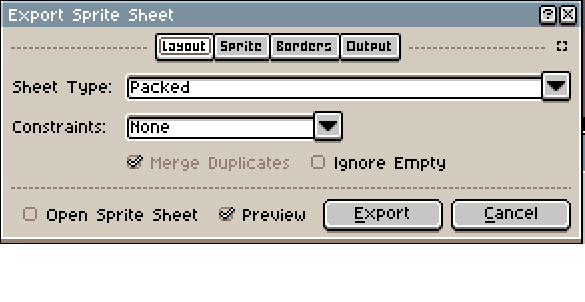 Export Sprite Sheet
Layout Sprite Borders Output
Sheet Type: Packed
Constraints: None
Merge Duplicates Ignore Empty
Open Sprite Sheet Preview Export Cancel